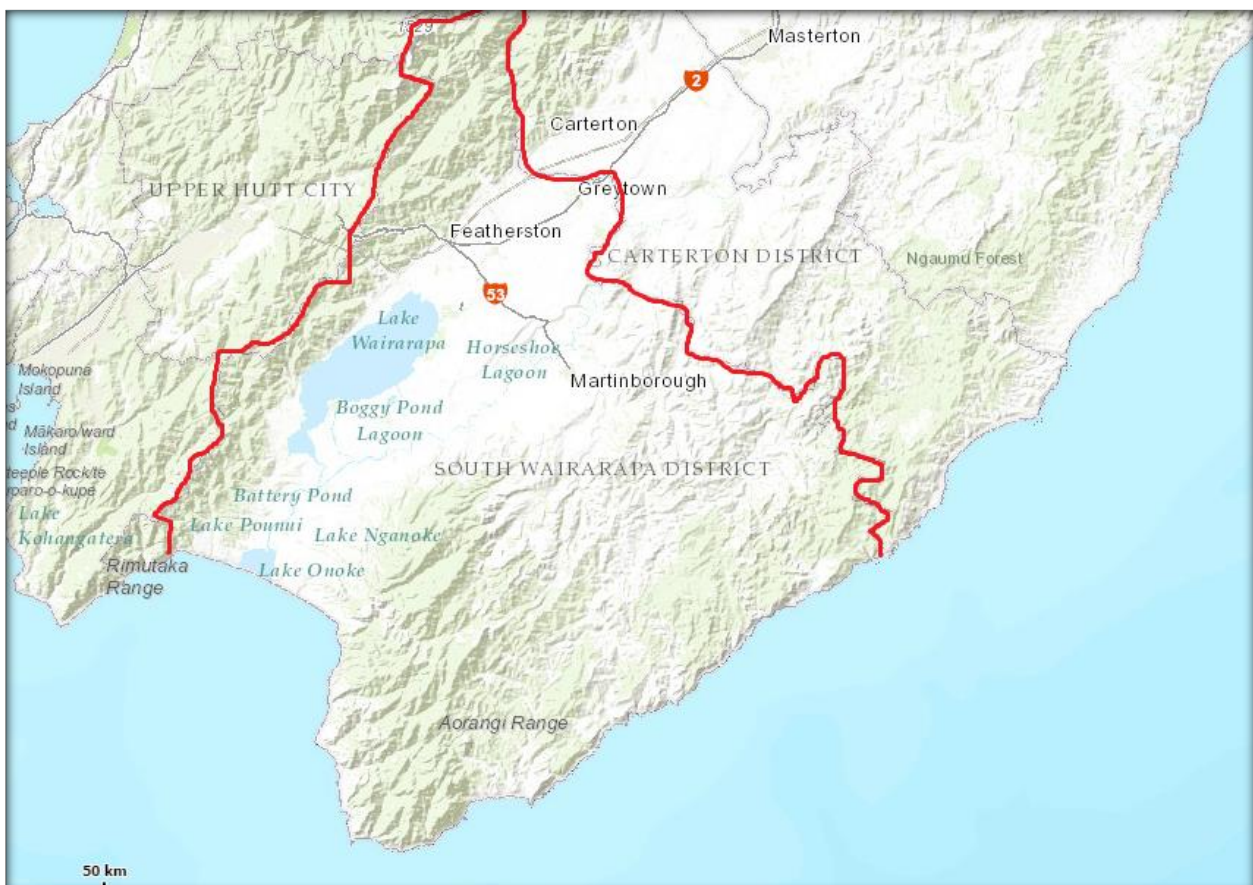 1529
Masterton
2
Carterton
UPPER HUTT CITY
Greytown
Featherston
CARTERTON DISTRICT
Ngaumu Forest
53
Lake
Wairarapa
Horseshoe
Lagoon
Mokopuna
Island
Martinborough
Boggy Pond
Lagoon
Mākaro/ward
Island
SOUTH WAIRARAPA DISTRICT
Battery Pond
Lake Pounui
Lake Nganoke
Lake
Kohangatera
Lake Onoke
Rimutaka
Range
Aorangi Range
50 km